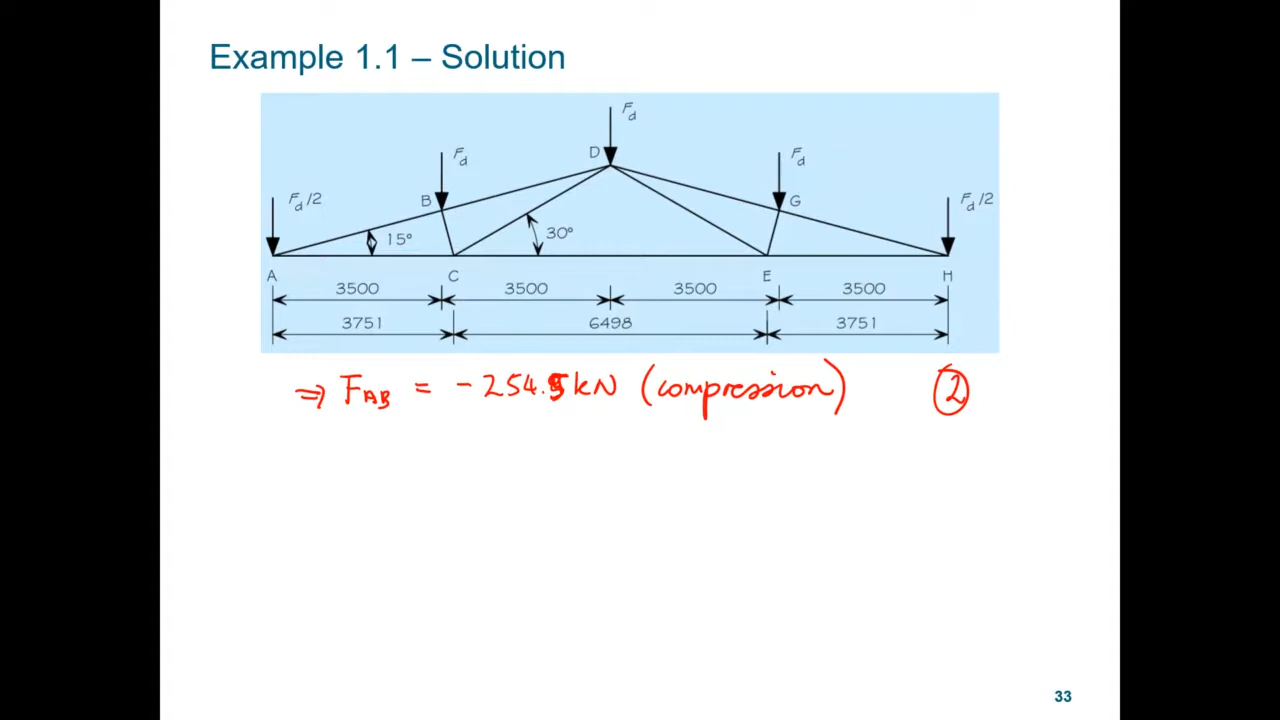 Example 1.1 – Solution
F_d
F_d
F_d
F_d /2
F_d /2
D
B
G
15°
30°
A
C
E
H
3500
3500
3500
3500
3751
6498
3751
⇒ F_AB = - 254.5 kN (compression) ②
33